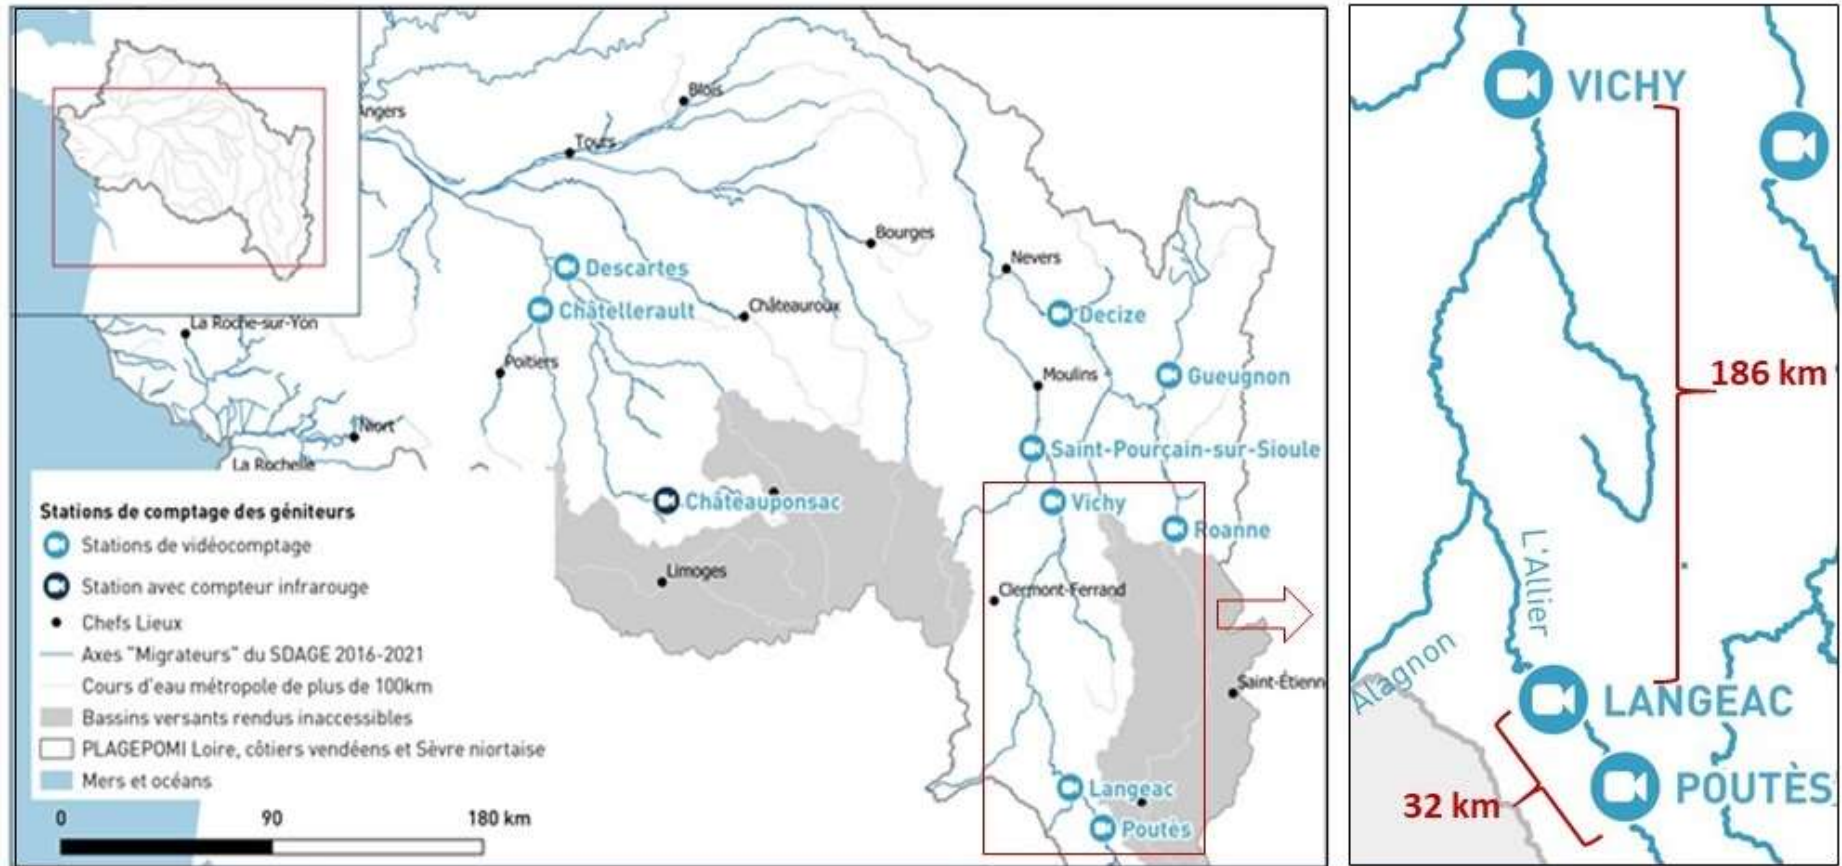 Angers
Blois
Tours
Bourges
Nevers
Descartes
Châtellerault
Châteauroux
Decize
La Roche-sur-Yon
Poitiers
Moulins
Gueugnon
Niort
La Rochelle
Saint-Pourçain-sur-Sioule
Châteauponsac
Vichy
Roanne
Limoges
Clermont-Ferrand
Saint-Étienn
Langeac
Poutès
Stations de comptage des géniteurs
Stations de vidéocomptage
Station avec compteur infrarouge
Chefs Lieux
Axes "Migrateurs" du SDAGE 2016-2021
Cours d'eau métropole de plus de 100km
Bassins versants rendus inaccessibles
PLAGEPOMI Loire, côtiers vendéens et Sèvre niortaise
Mers et océans
0 90 180 km
VICHY
186 km
L'Allier
Alagnon
LANGEAC
POUTÈS
32 km